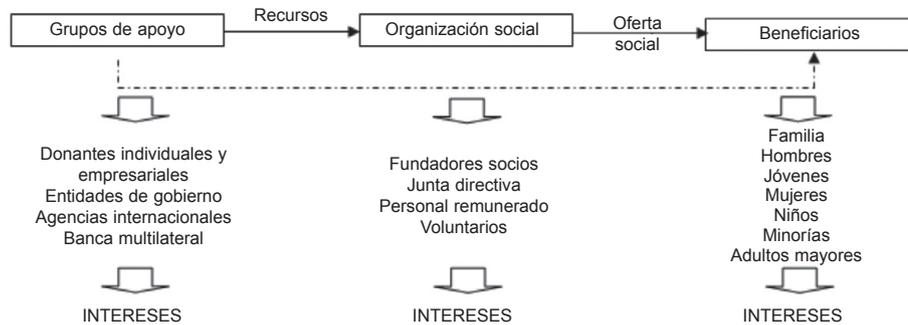 Grupos de apoyo
Recursos
Organización social
Oferta
social
Beneficiarios
Donantes individuales y
empresariales
Entidades de gobierno
Agencias internacionales
Banca multilateral
Fundadores socios
Junta directiva
Personal remunerado
Voluntarios
Familia
Hombres
Jóvenes
Mujeres
Niños
Minorías
Adultos mayores
INTERESES
INTERESES
INTERESES